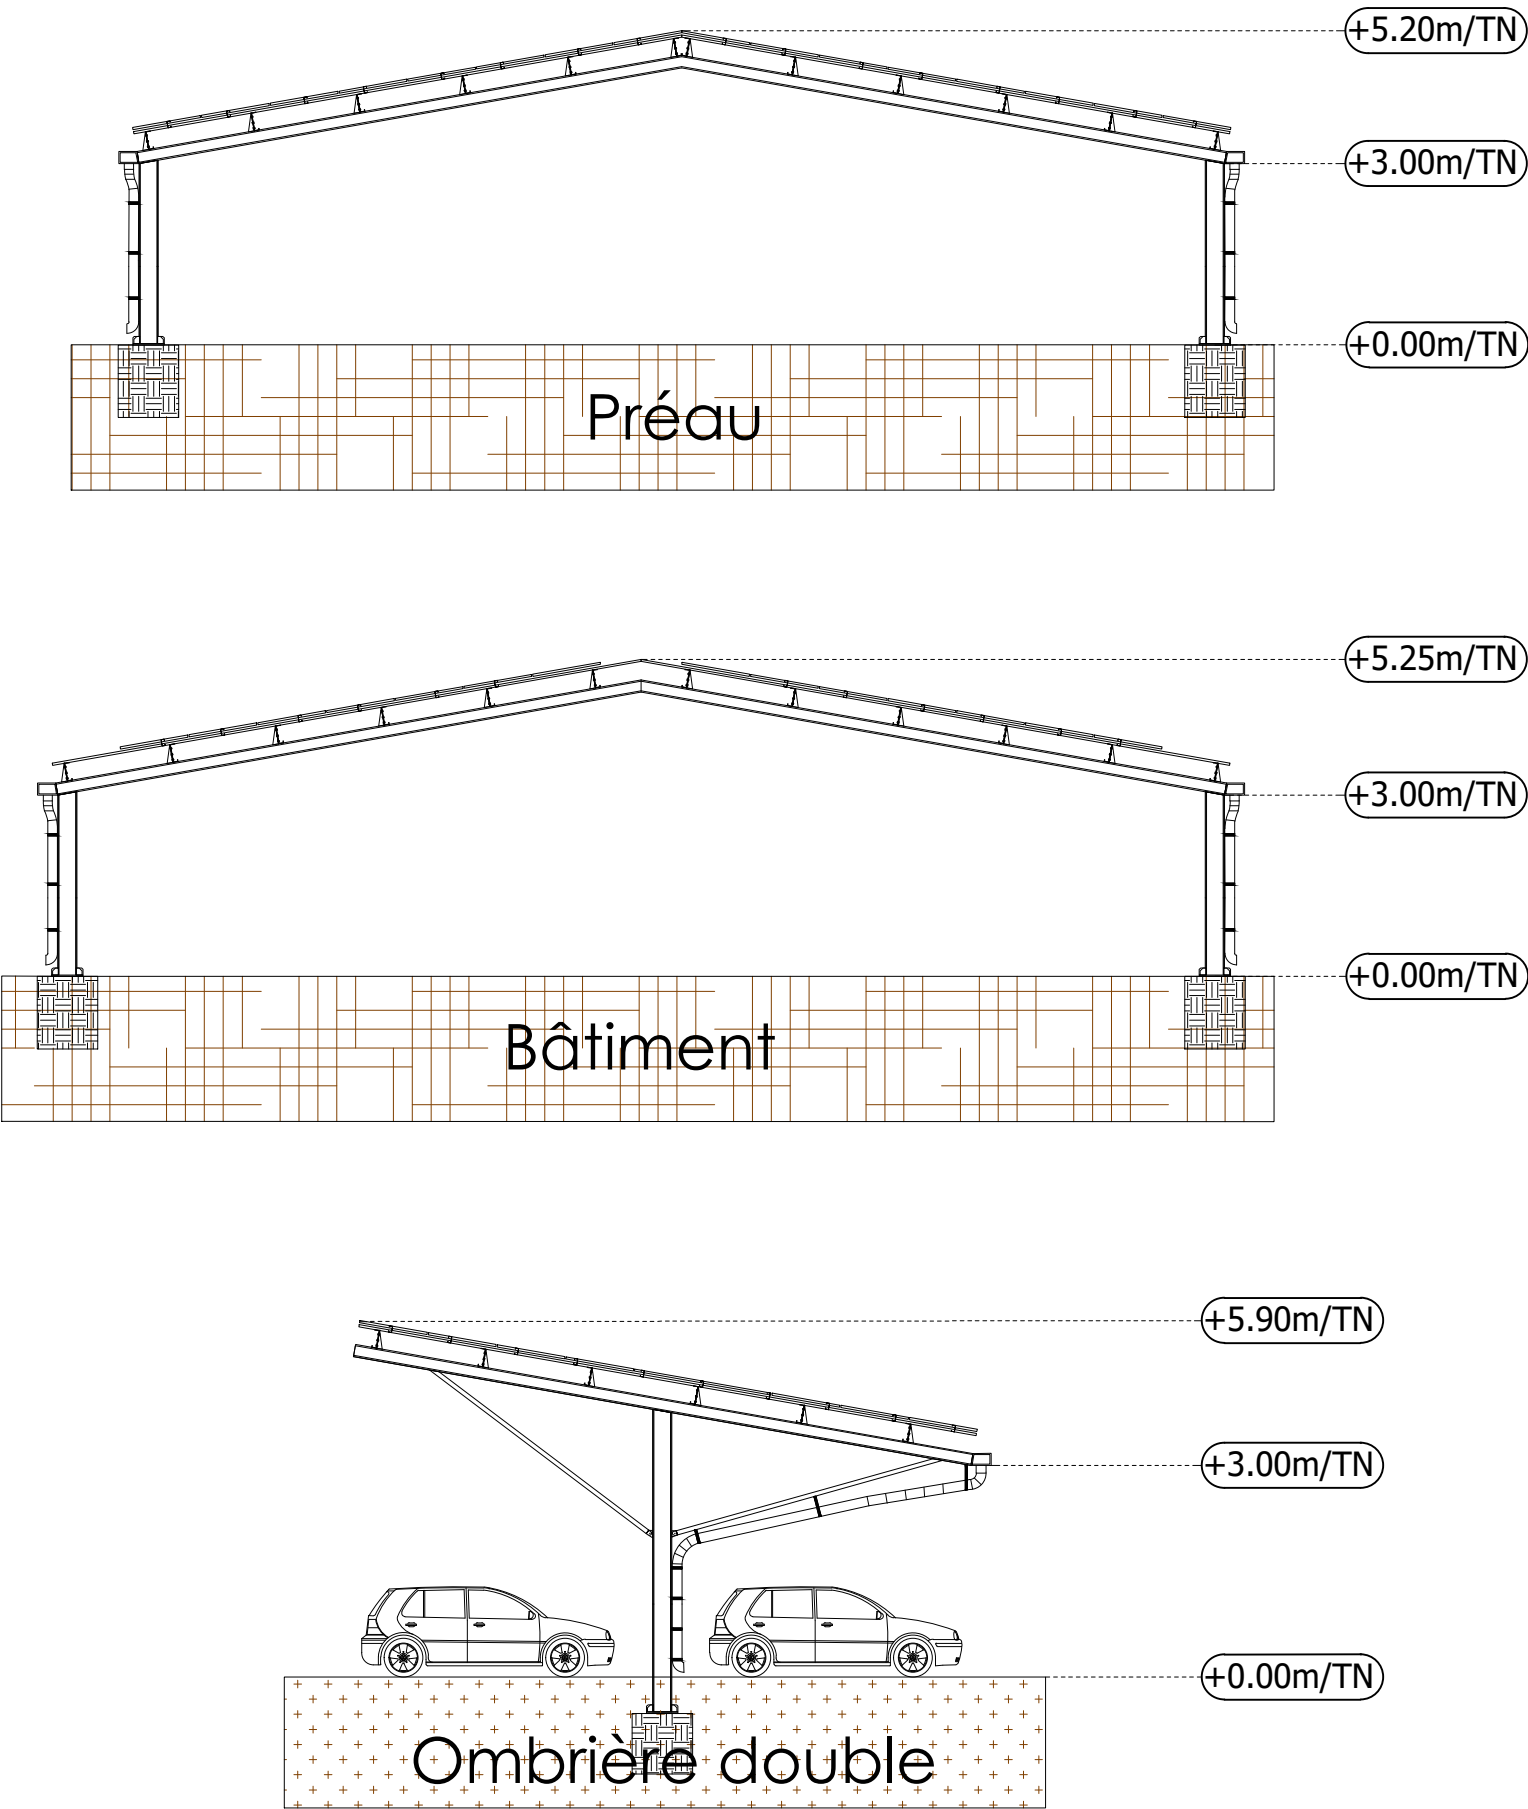 +5.20m/TN
+3.00m/TN
+0.00m/TN
Préau
+5.25m/TN
+3.00m/TN
+0.00m/TN
Bâtiment
+5.90m/TN
+3.00m/TN
+0.00m/TN
Ombrière double